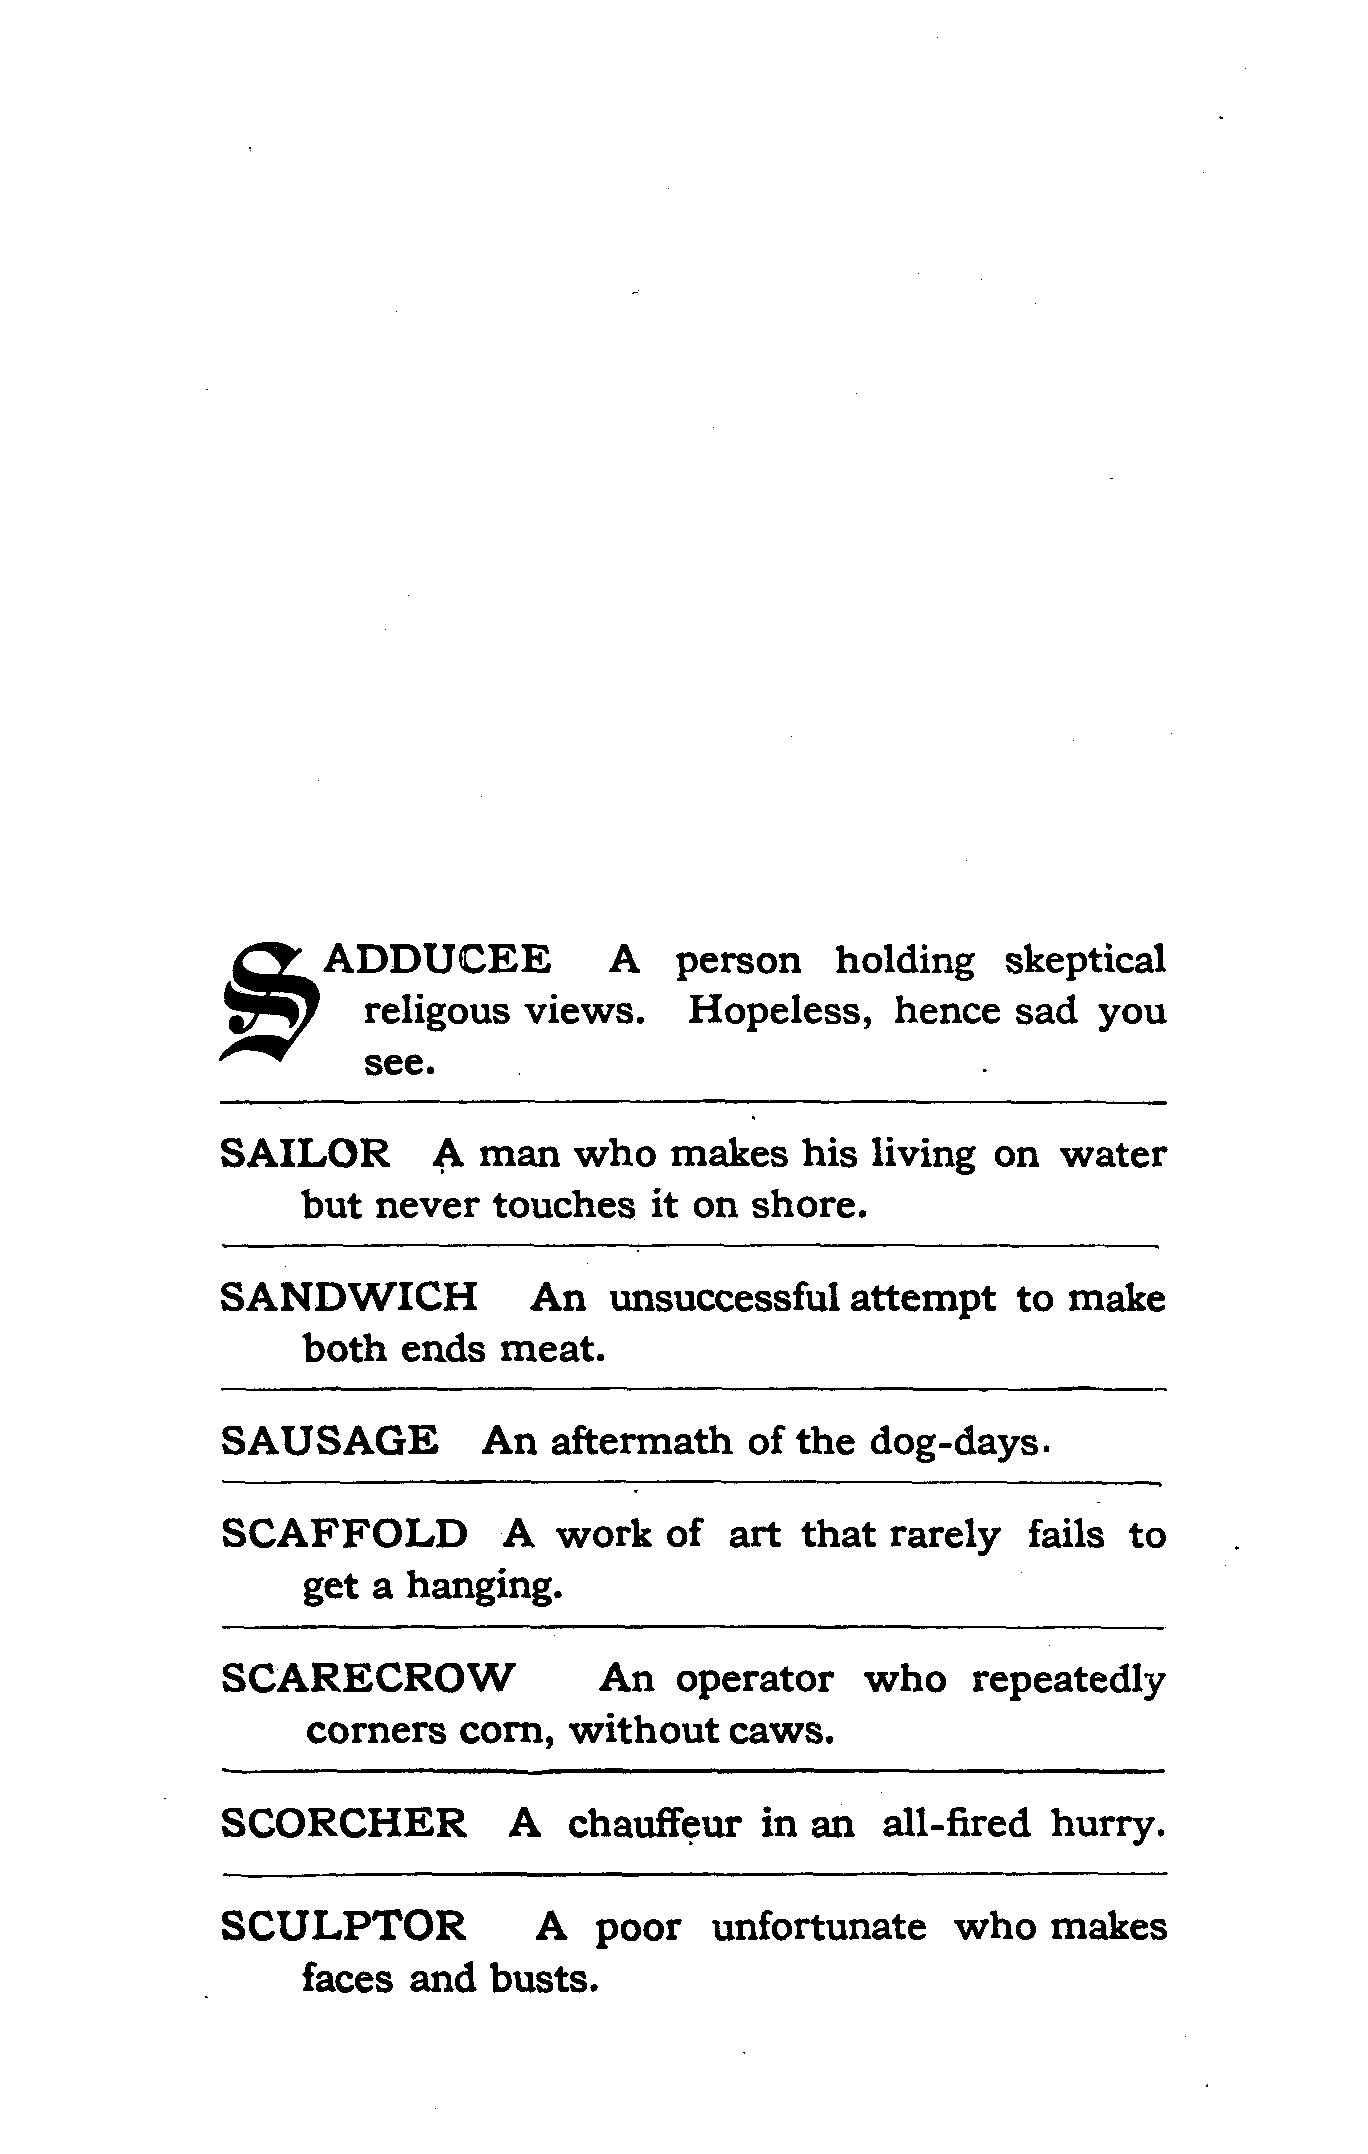 SADDUCEE A person holding skeptical
religous views. Hopeless, hence sad you
see.
SAILOR A man who makes his living on water
but never touches it on shore.
SANDWICH An unsuccessful attempt to make
both ends meat.
SAUSAGE An aftermath of the dog-days.
SCAFFOLD A work of art that rarely fails to
get a hanging.
SCARECROW An operator who repeatedly
corners corn, without caws.
SCORCHER A chauffeur in an all-fired hurry.
SCULPTOR A poor unfortunate who makes
faces and busts.